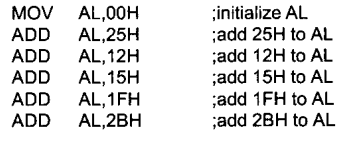 MOV AL,00H ;initialize AL
ADD AL,25H ;add 25H to AL
ADD AL,12H ;add 12H to AL
ADD AL,15H ;add 15H to AL
ADD AL,1FH ;add 1FH to AL
ADD AL,2BH ;add 2BH to AL